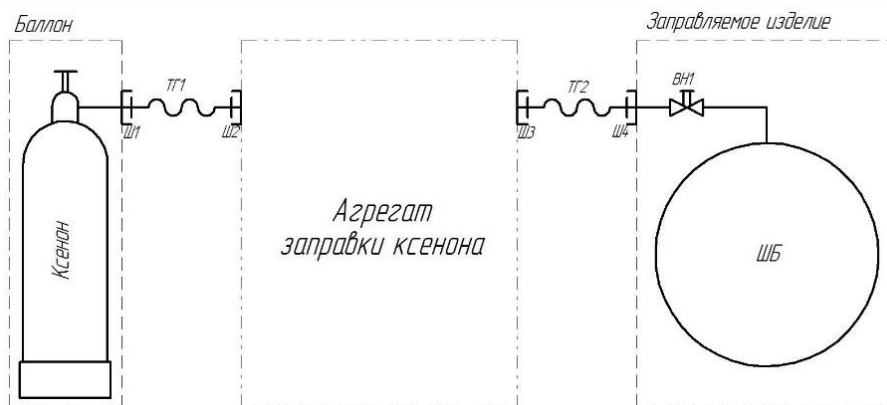 Баллон
Заправляемое изделие
ТГ1
ТГ2
ВН1
Ш1
Ш2
Ш3
Ш4
Ксенон
Агрегат
заправки ксенона
ШБ